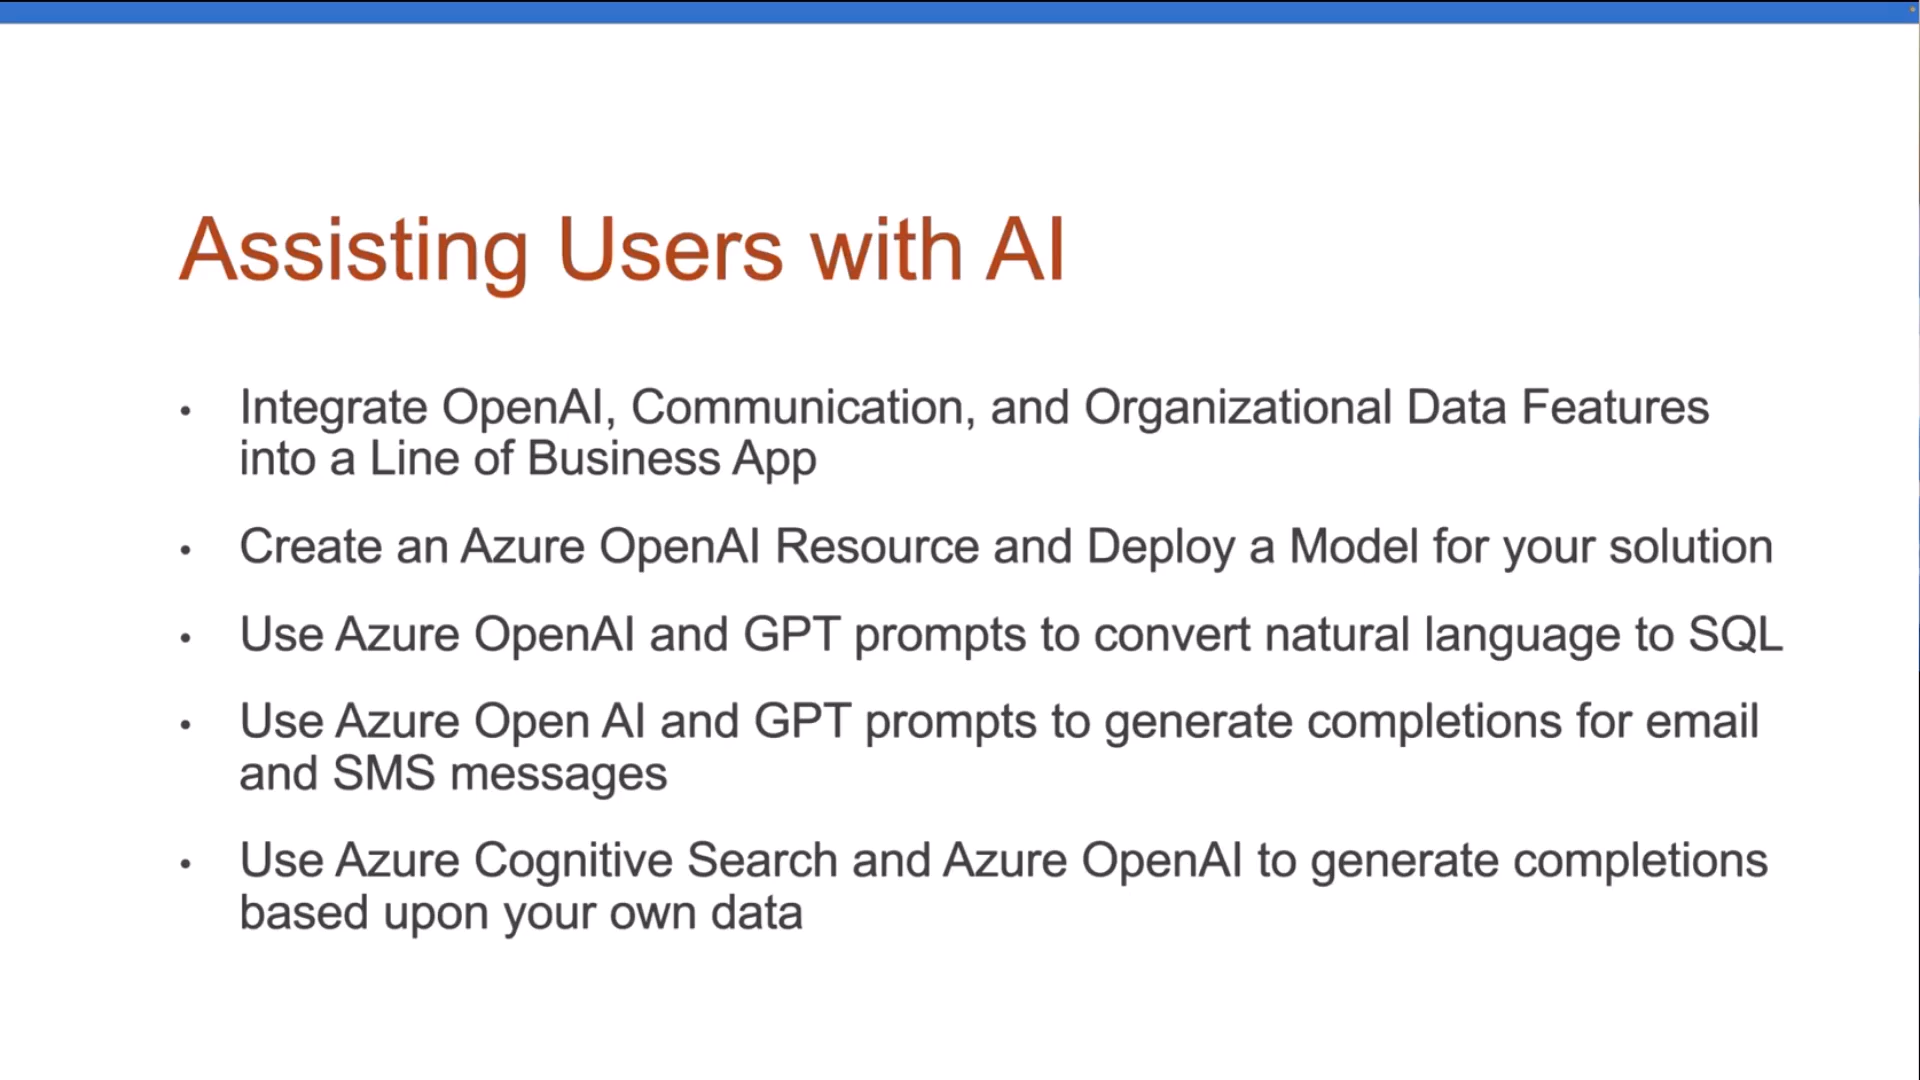 Assisting Users with AI
• Integrate OpenAI, Communication, and Organizational Data Features
into a Line of Business App
• Create an Azure OpenAI Resource and Deploy a Model for your solution
• Use Azure OpenAI and GPT prompts to convert natural language to SQL
• Use Azure Open AI and GPT prompts to generate completions for email
and SMS messages
• Use Azure Cognitive Search and Azure OpenAI to generate completions
based upon your own data